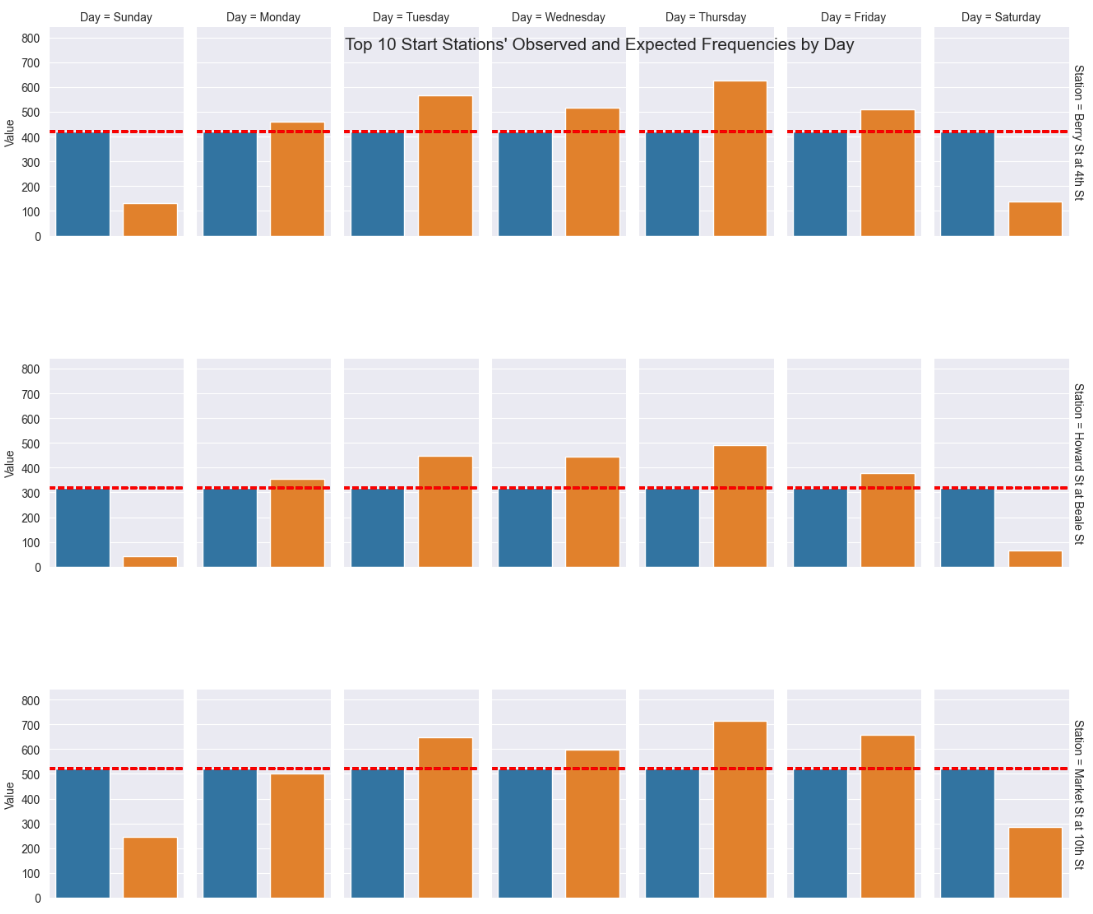 Day = Sunday
Day = Monday
Day = Tuesday
Day = Wednesday
Day = Thursday
Day = Friday
Day = Saturday
Top 10 Start Stations' Observed and Expected Frequencies by Day
800
700
600
500
400
300
200
100
0
Value
Station = Berry St at 4th St
800
700
600
500
400
300
200
100
0
Value
Station = Howard St at Beale St
800
700
600
500
400
300
200
100
0
Value
Station = Market St at 10th St